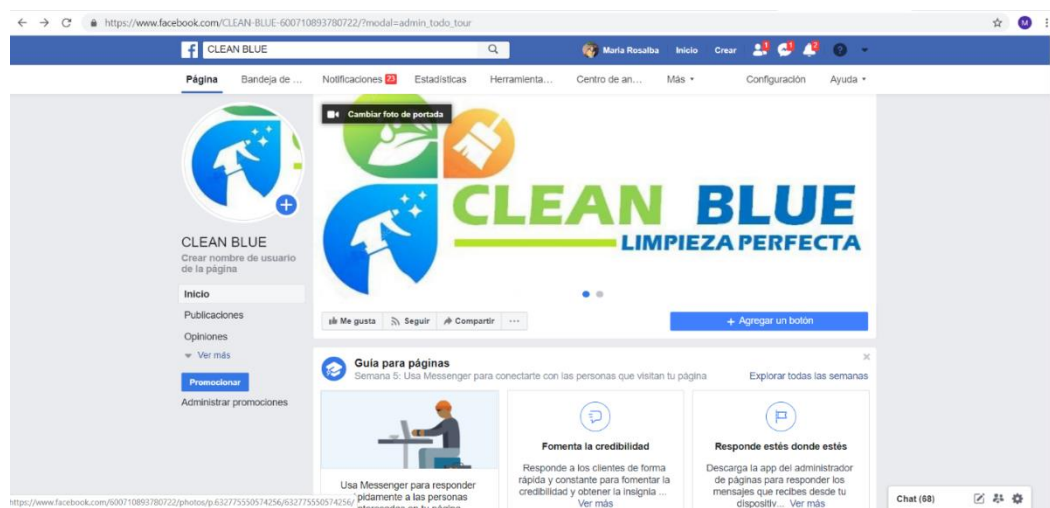 https://www.facebook.com/CLEAN-BLUE-600710893780722/?modal=admin_todo_tour
M
CLEAN BLUE
Maria Rosalba Inicio Crear
Página Bandeja de ... Notificaciones 23 Estadísticas Herramienta... Centro de an... Más Configuración Ayuda
Cambiar foto de portada
CLEAN BLUE
LIMPIEZA PERFECTA
CLEAN BLUE
Crear nombre de usuario
de la página
Inicio
Publicaciones
Opiniones
Ver más
Promocionar
Administrar promociones
Me gusta Seguir Compartir ...
+ Agregar un botón
Guía para páginas
Semana 5: Usa Messenger para conectarte con las personas que visitan tu página
Explorar todas las semanas
Usa Messenger para responder
pidamente a las personas
Fomenta la credibilidad
Responde a los clientes de forma
rápida y constante para fomentar la
credibilidad y obtener la insignia ...
Ver más
Responde estés donde estés
Descarga la app del administrador
de páginas para responder los
mensajes que recibes desde tu
dispositiv... Ver más
Chat (68)
https://www.facebook.com/600710893780722/photos/p.632775550574256/632775550574256/